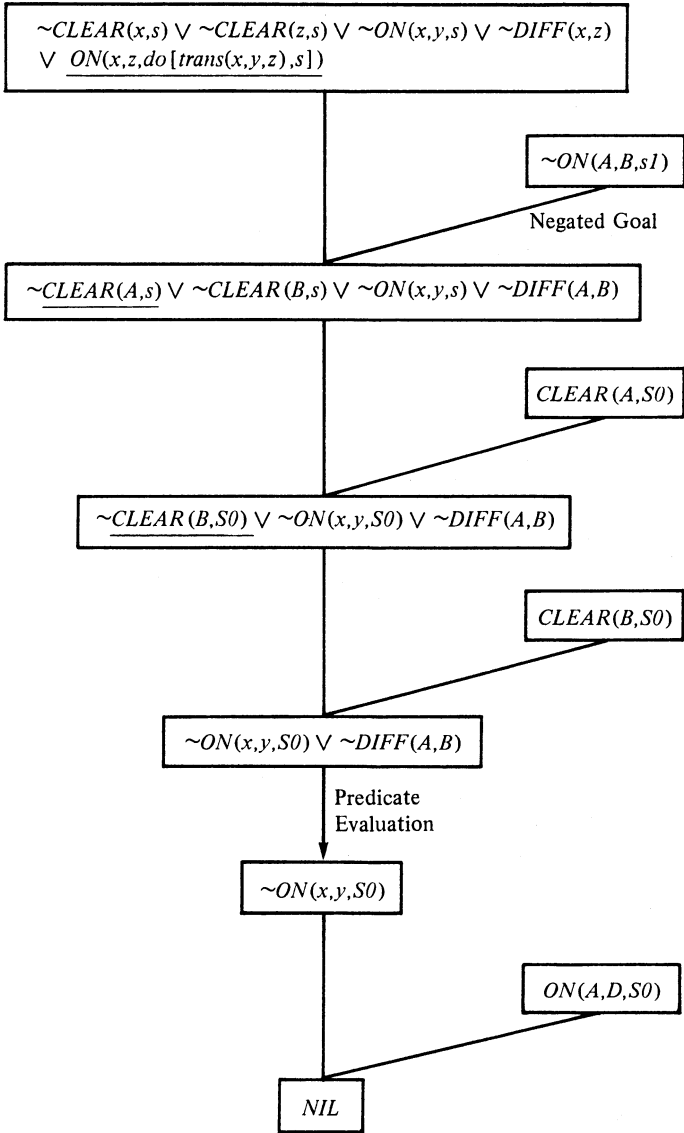 ~CLEAR(x,s) ∨ ~CLEAR(z,s) ∨ ~ON(x,y,s) ∨ ~DIFF(x,z)
∨ ON(x,z,do[trans(x,y,z),s])
~ON(A,B,s1)
Negated Goal
~CLEAR(A,s) ∨ ~CLEAR(B,s) ∨ ~ON(x,y,s) ∨ ~DIFF(A,B)
CLEAR(A,S0)
~CLEAR(B,S0) ∨ ~ON(x,y,S0) ∨ ~DIFF(A,B)
CLEAR(B,S0)
~ON(x,y,S0) ∨ ~DIFF(A,B)
Predicate
Evaluation
~ON(x,y,S0)
ON(A,D,S0)
NIL